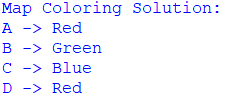 Map Coloring Solution:
A -> Red
B -> Green
C -> Blue
D -> Red